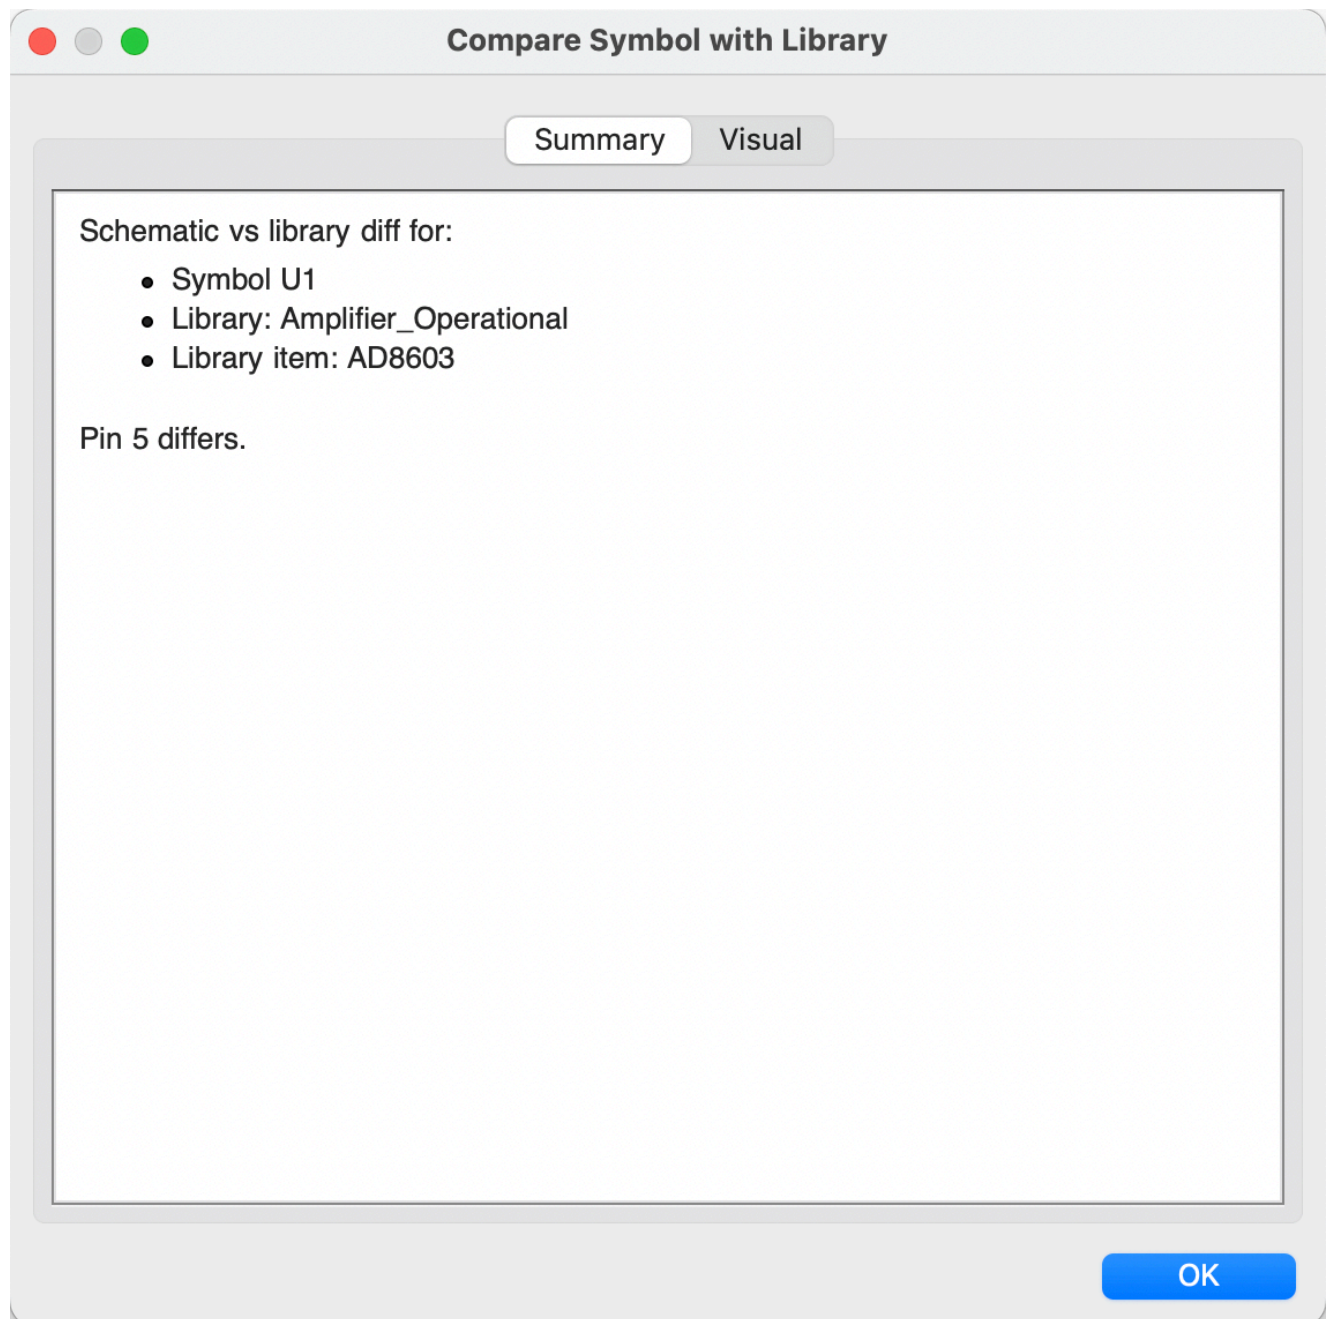 Compare Symbol with Library
Summary Visual
Schematic vs library diff for:
• Symbol U1
• Library: Amplifier_Operational
• Library item: AD8603
Pin 5 differs.
OK